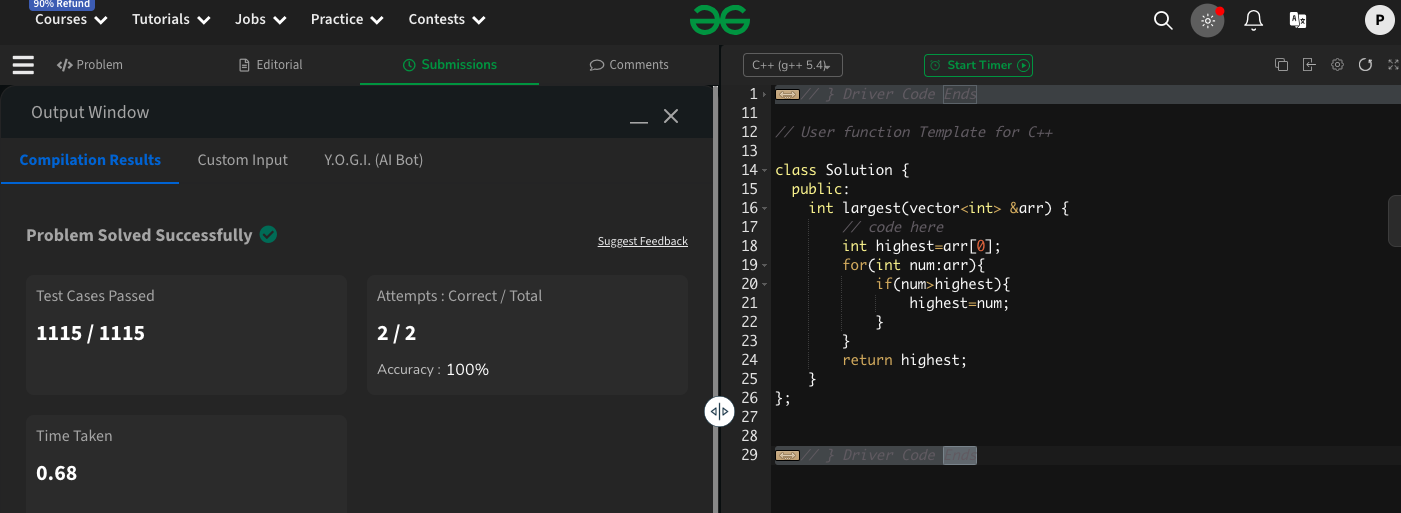 90% Refund
Courses Tutorials Jobs Practice Contests
P
Problem Editorial Submissions Comments
C++ (g++ 5.4) Start Timer
Output Window
Compilation Results Custom Input Y.O.G.I. (AI Bot)
Problem Solved Successfully
Suggest Feedback
Test Cases Passed
1115 / 1115
Attempts : Correct / Total
2 / 2
Accuracy : 100%
Time Taken
0.68
1 // } Driver Code Ends
11
12 // User function Template for C++
13
14 class Solution {
15 public:
16 int largest(vector<int> &arr) {
17 // code here
18 int highest=arr[0];
19 for(int num:arr){
20 if(num>highest){
21 highest=num;
22 }
23 }
24 return highest;
25 }
26 };
27
28
29 // } Driver Code Ends